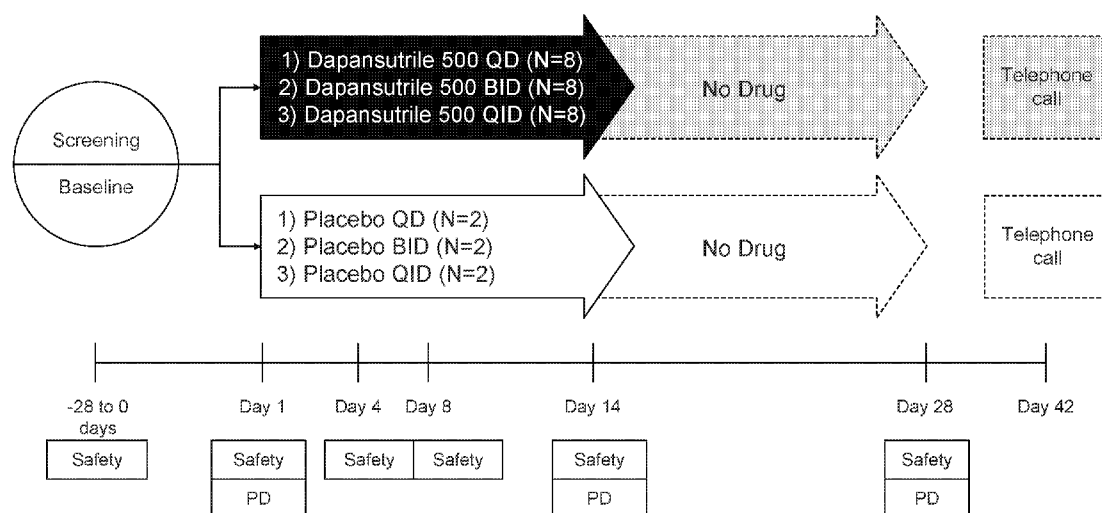 1) Dapansutrile 500 QD (N=8)
2) Dapansutrile 500 BID (N=8)
3) Dapansutrile 500 QID (N=8)
No Drug
Telephone
call
Screening
Baseline
1) Placebo QD (N=2)
2) Placebo BID (N=2)
3) Placebo QID (N=2)
No Drug
Telephone
call
-28 to 0
days
Day 1
Day 4
Day 8
Day 14
Day 28
Day 42
Safety
Safety
Safety
Safety
Safety
Safety
PD
PD
PD